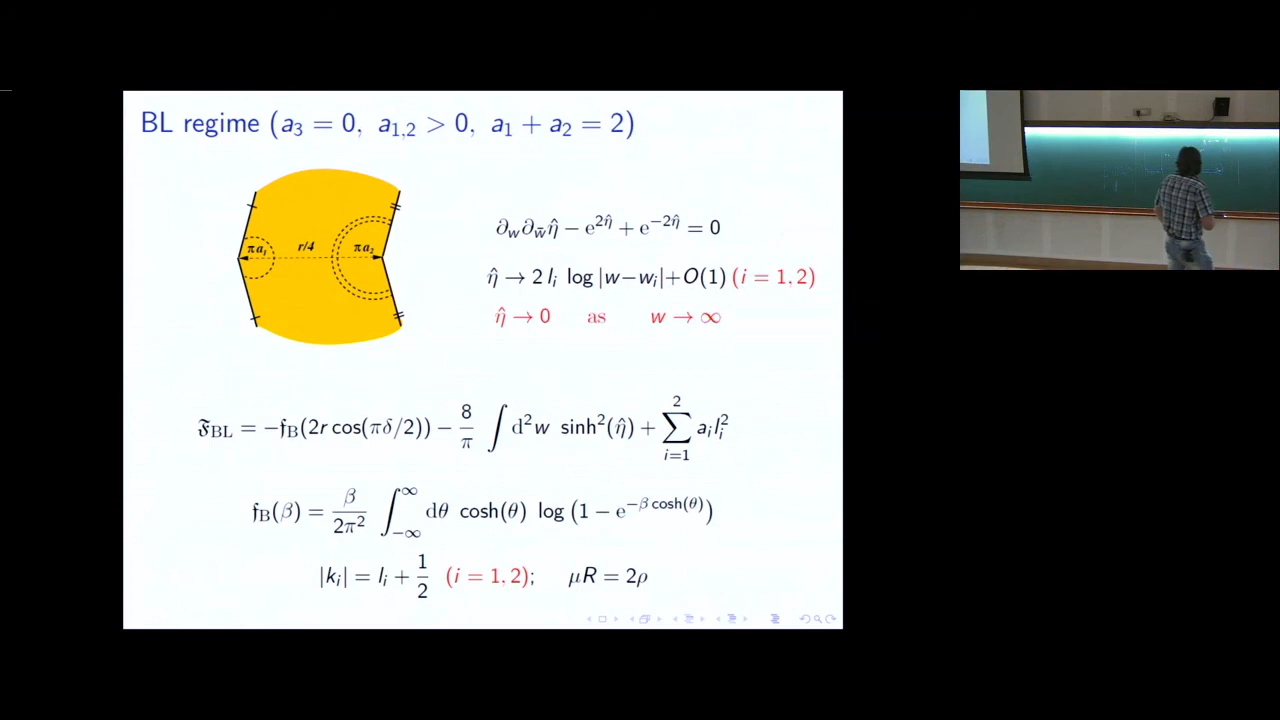 BL regime (a₃ = 0, a₁,₂ > 0, a₁ + a₂ = 2)
πa₁ r/4 πa₂
∂_w ∂_w̄ η̂ − e^{2η̂} + e^{−2η̂} = 0
η̂ → 2 l_i log|w−w_i|+O(1) (i = 1, 2)
η̂ → 0 as w → ∞
𝔉_BL = −𝔣_B(2r cos(πδ/2)) − 8/π ∫ d²w sinh²(η̂) + ∑_{i=1}^{2} a_i l_i²
𝔣_B(β) = β/2π² ∫_{−∞}^{∞} dθ cosh(θ) log (1 − e^{−β cosh(θ)})
|k_i| = l_i + 1/2 (i = 1, 2); μR = 2ρ